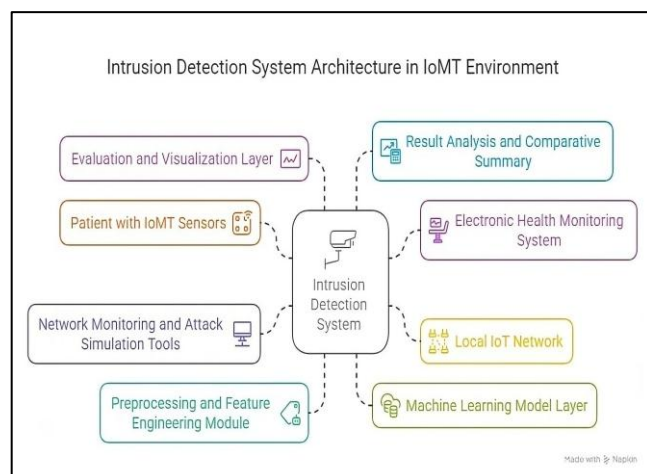 Intrusion Detection System Architecture in IoMT Environment
Evaluation and Visualization Layer
Result Analysis and Comparative
Summary
Patient with IoMT Sensors
Electronic Health Monitoring
System
Intrusion
Detection
System
Network Monitoring and Attack
Simulation Tools
Local IoT Network
Preprocessing and Feature
Engineering Module
Machine Learning Model Layer
Made with Napkin